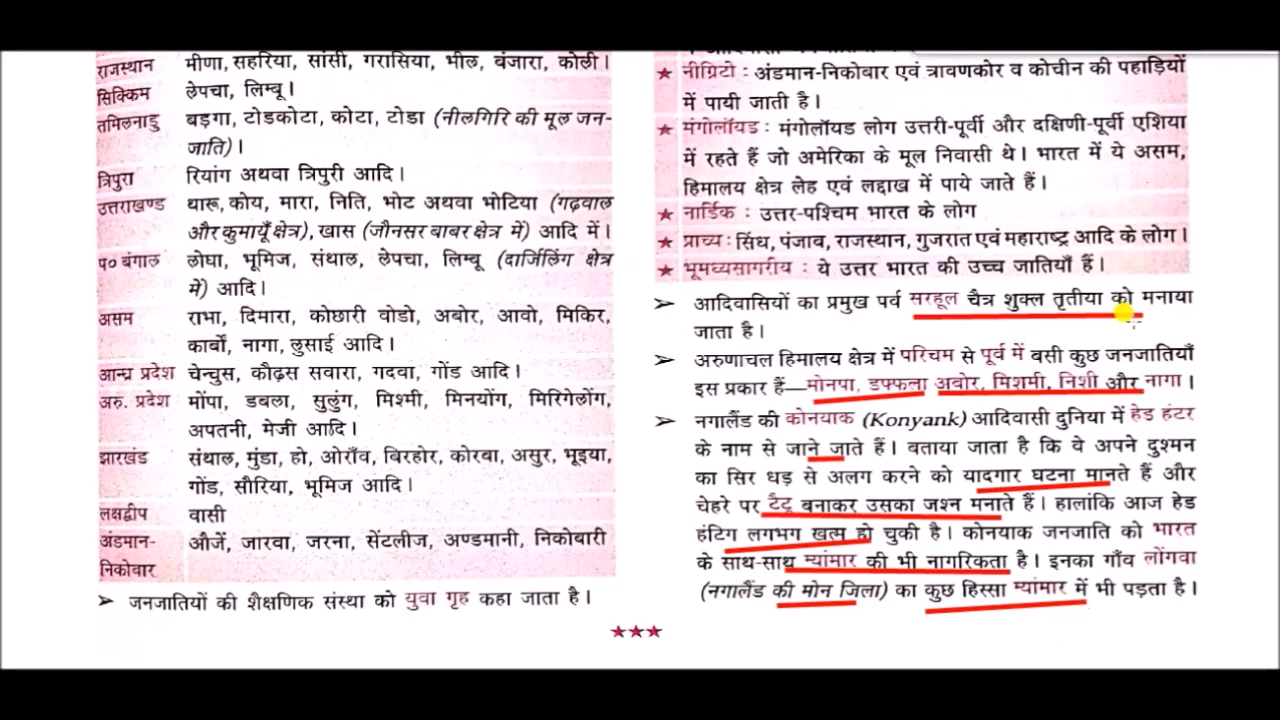 राजस्थान मीणा, सहरिया, सांसी, गरासिया, भील, बंजारा, कोली।
सिक्किम लेपचा, लिम्बू।
तमिलनाडु बड़गा, टोडकोटा, कोटा, टोडा (नीलगिरि की मूल जन-
जाति)।
त्रिपुरा रियांग अथवा त्रिपुरी आदि।
उत्तराखण्ड थारू, कोय, मारा, निति, भोट अथवा भोटिया (गढ़वाल
और कुमायूँ क्षेत्र), खास (जौनसर बाबर क्षेत्र में) आदि में।
प० बंगाल लोघा, भूमिज, संथाल, लेपचा, लिम्बू (दार्जिलिंग क्षेत्र
में) आदि।
असम राभा, दिमारा, कोछारी वोडो, अबोर, आवो, मिकिर,
कार्बो, नागा, लुसाई आदि।
आन्ध्र प्रदेश चेन्चुस, कौढ़स सवारा, गदवा, गोंड आदि।
अरु. प्रदेश मोंपा, डबला, सुलुंग, मिश्मी, मिनयोंग, मिरिगेलोंग,
अपतनी, मेजी आदि।
झारखंड संथाल, मुंडा, हो, ओराँव, बिरहोर, कोरबा, असुर, भूइया,
गोंड, सौरिया, भूमिज आदि।
लक्षद्वीप वासी
अंडमान- औजें, जारवा, जरना, सेंटलीज, अण्डमानी, निकोबारी
निकोबार
➢ जनजातियों की शैक्षणिक संस्था को युवा गृह कहा जाता है।
★ नीग्रिटो : अंडमान-निकोबार एवं त्रावणकोर व कोचीन की पहाड़ियों
में पायी जाती है।
★ मंगोलॉयड : मंगोलॉयड लोग उत्तरी-पूर्वी और दक्षिणी-पूर्वी एशिया
में रहते हैं जो अमेरिका के मूल निवासी थे। भारत में ये असम,
हिमालय क्षेत्र लेह एवं लद्दाख में पाये जाते हैं।
★ नार्डिक : उत्तर-पश्चिम भारत के लोग
★ प्राच्य : सिंध, पंजाब, राजस्थान, गुजरात एवं महाराष्ट्र आदि के लोग।
★ भूमध्यसागरीय : ये उत्तर भारत की उच्च जातियाँ हैं।
➢ आदिवासियों का प्रमुख पर्व सरहूल चैत्र शुक्ल तृतीया को मनाया
जाता है।
➢ अरुणाचल हिमालय क्षेत्र में परिचम से पूर्व में बसी कुछ जनजातियाँ
इस प्रकार हैं—मोनपा, डफ्फला अबोर, मिशमी, निशी और नागा।
➢ नगालैंड की कोनयाक (Konyank) आदिवासी दुनिया में हेड हंटर
के नाम से जाने जाते हैं। बताया जाता है कि वे अपने दुश्मन
का सिर धड़ से अलग करने को यादगार घटना मानते हैं और
चेहरे पर टैटू बनाकर उसका जश्न मनाते हैं। हालांकि आज हेड
हंटिग लगभग खत्म हो चुकी है। कोनयाक जनजाति को भारत
के साथ-साथ म्यांमार की भी नागरिकता है। इनका गाँव लोंगवा
(नगालैंड की मोन जिला) का कुछ हिस्सा म्यांमार में भी पड़ता है।
★★★